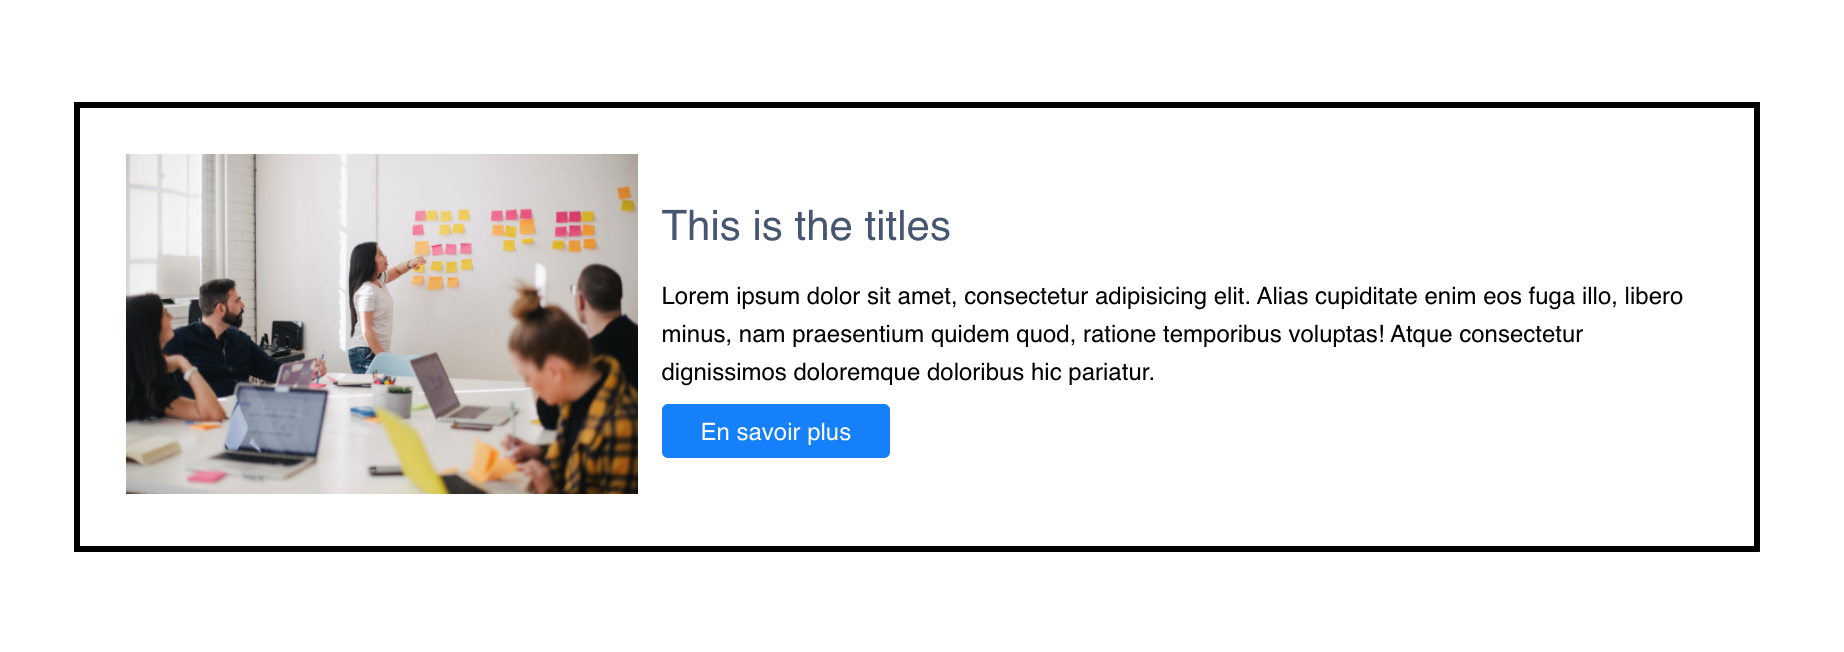 This is the titles
Lorem ipsum dolor sit amet, consectetur adipisicing elit. Alias cupiditate enim eos fuga illo, libero
minus, nam praesentium quidem quod, ratione temporibus voluptas! Atque consectetur
dignissimos doloremque doloribus hic pariatur.
En savoir plus